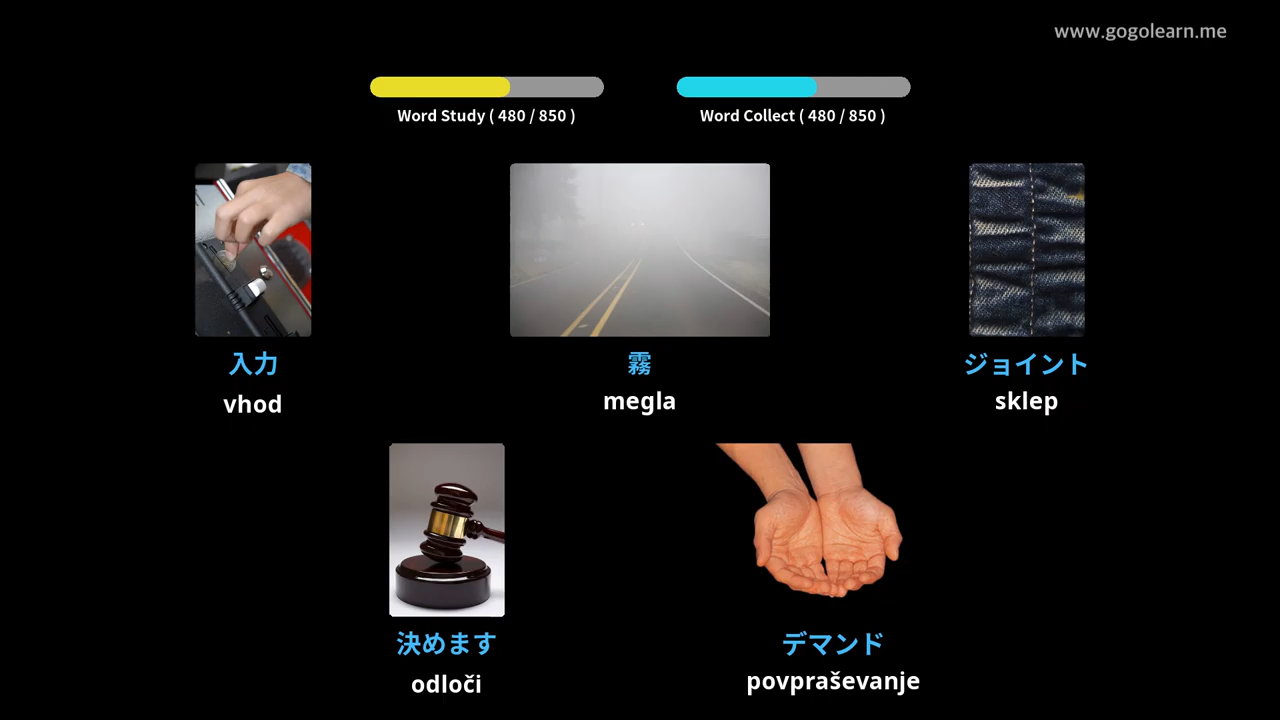 www.gogolearn.me
Word Study ( 480 / 850 )
Word Collect ( 480 / 850 )
入力
vhod
霧
megla
ジョイント
sklep
決めます
odloči
デマンド
povpraševanje